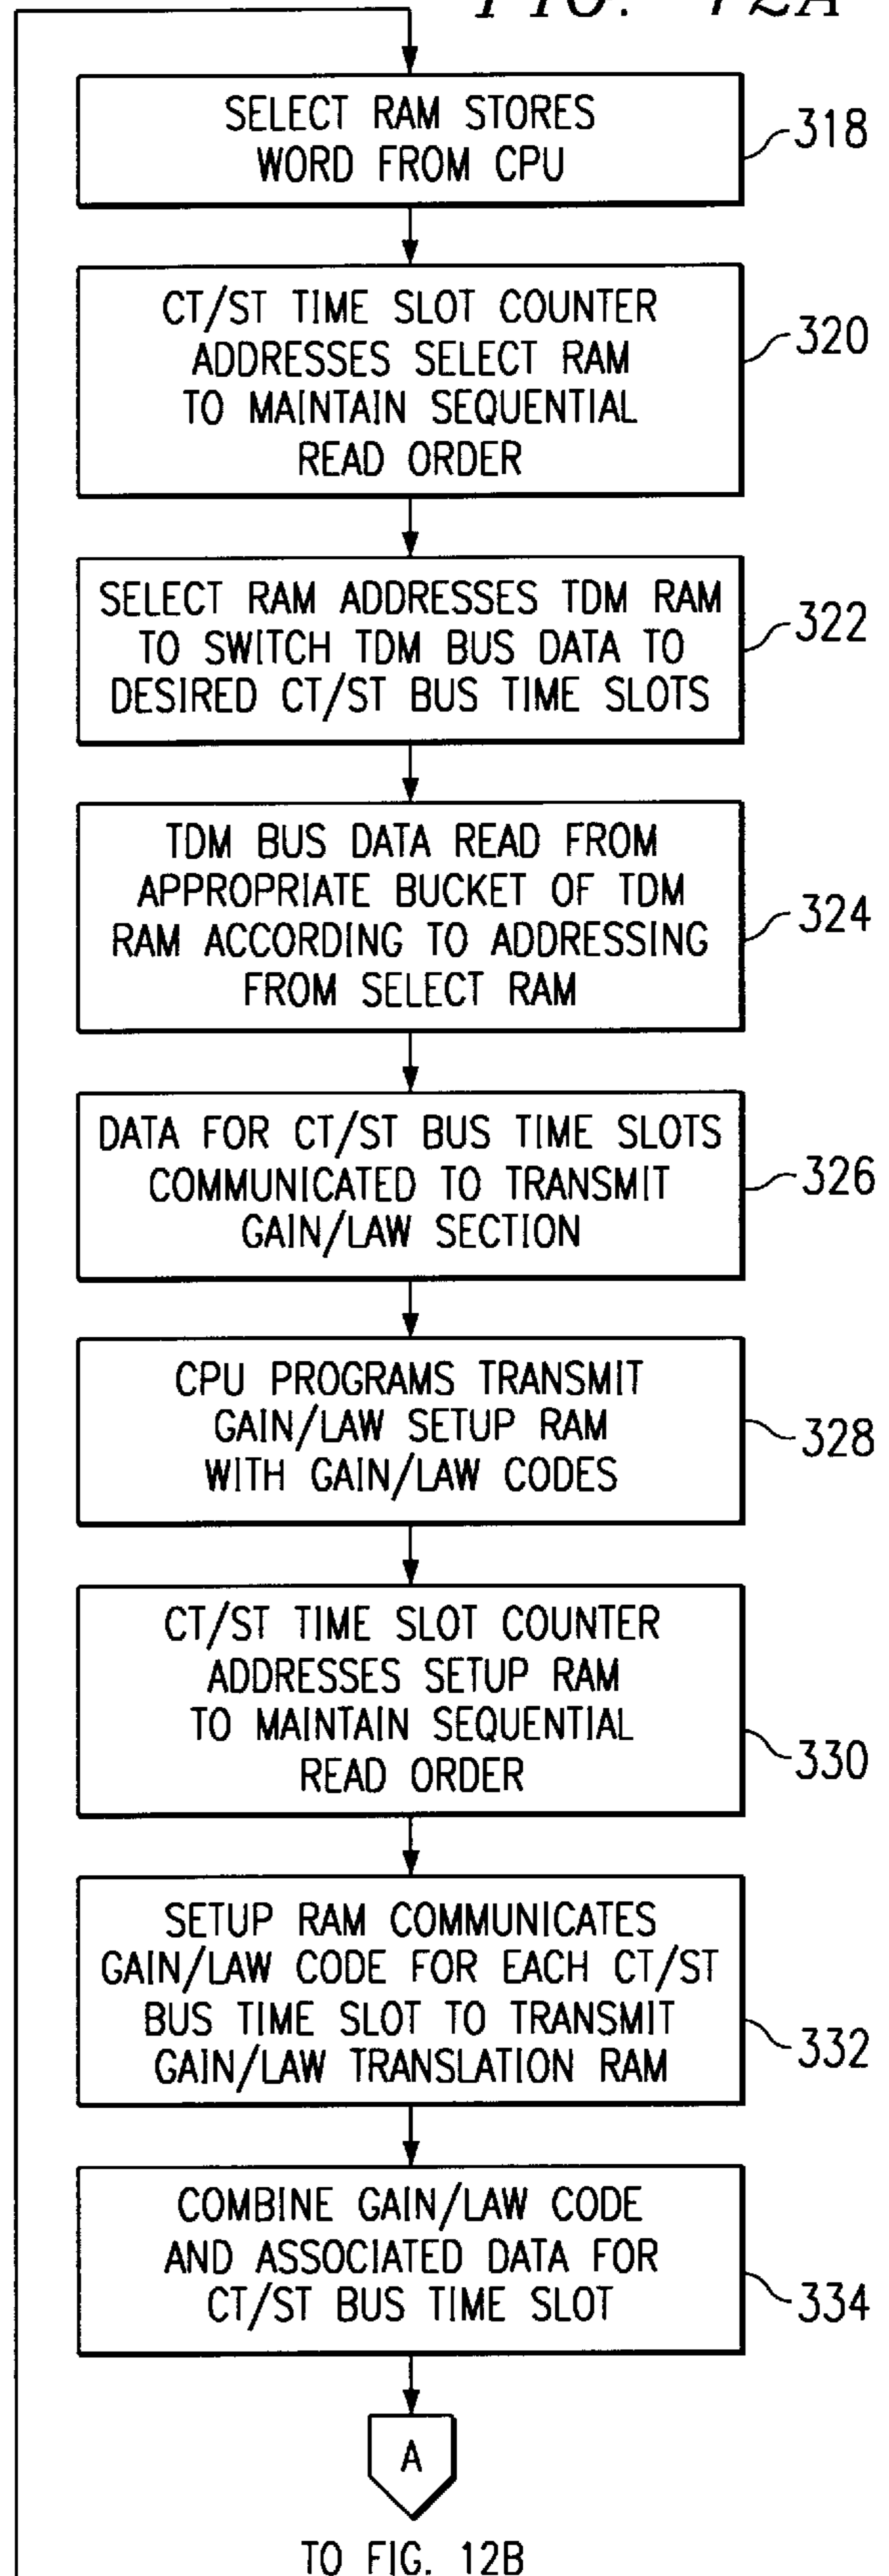 FIG. 12A
SELECT RAM STORES
WORD FROM CPU
318
CT/ST TIME SLOT COUNTER
ADDRESSES SELECT RAM
TO MAINTAIN SEQUENTIAL
READ ORDER
320
SELECT RAM ADDRESSES TDM RAM
TO SWITCH TDM BUS DATA TO
DESIRED CT/ST BUS TIME SLOTS
322
TDM BUS DATA READ FROM
APPROPRIATE BUCKET OF TDM
RAM ACCORDING TO ADDRESSING
FROM SELECT RAM
324
DATA FOR CT/ST BUS TIME SLOTS
COMMUNICATED TO TRANSMIT
GAIN/LAW SECTION
326
CPU PROGRAMS TRANSMIT
GAIN/LAW SETUP RAM
WITH GAIN/LAW CODES
328
CT/ST TIME SLOT COUNTER
ADDRESSES SETUP RAM
TO MAINTAIN SEQUENTIAL
READ ORDER
330
SETUP RAM COMMUNICATES
GAIN/LAW CODE FOR EACH CT/ST
BUS TIME SLOT TO TRANSMIT
GAIN/LAW TRANSLATION RAM
332
COMBINE GAIN/LAW CODE
AND ASSOCIATED DATA FOR
CT/ST BUS TIME SLOT
334
A
TO FIG. 12B